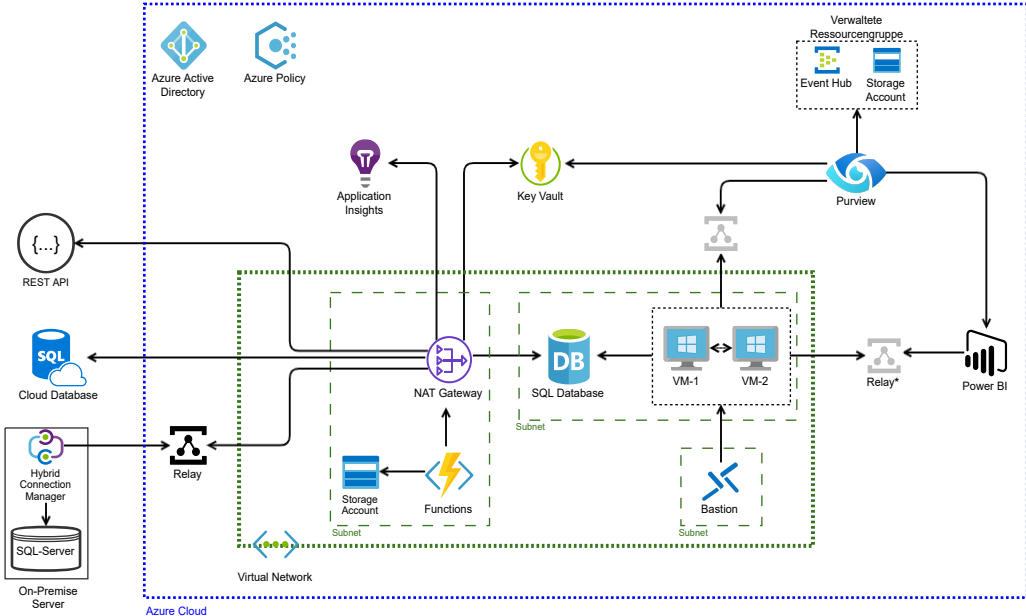 Verwaltete
Ressourcengruppe
Event Hub
Storage
Account
Azure Active
Directory
Azure Policy
Application
Insights
Key Vault
Purview
{...}
REST API
SQL
Cloud Database
NAT Gateway
DB
SQL Database
VM-1
VM-2
Relay*
Power BI
Subnet
Hybrid
Connection
Manager
SQL-Server
On-Premise
Server
Relay
Storage
Account
Functions
Subnet
Bastion
Subnet
Virtual Network
Azure Cloud